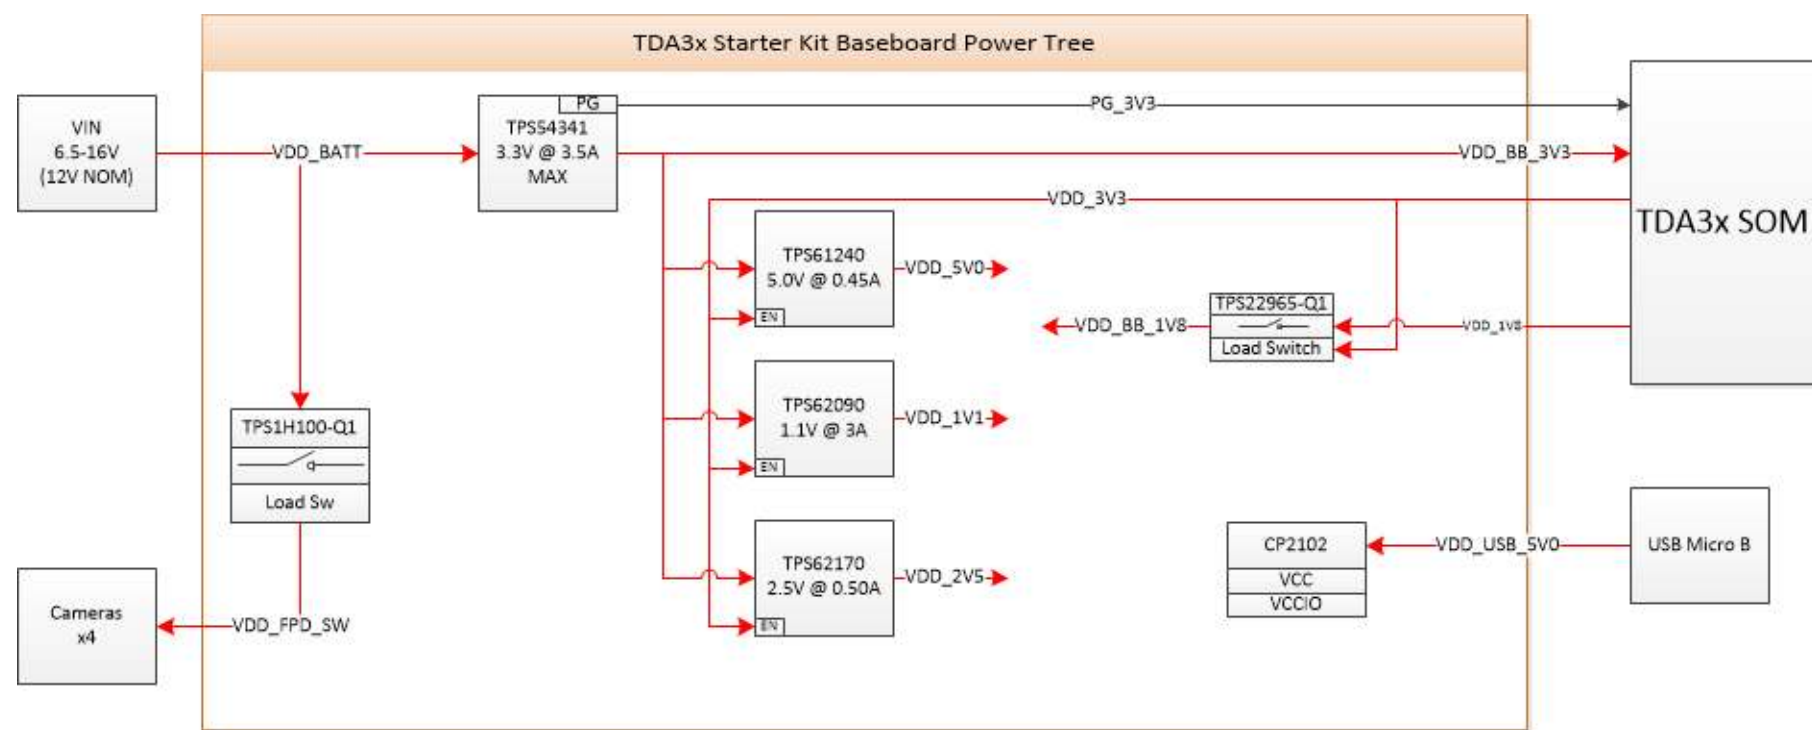 TDA3x Starter Kit Baseboard Power Tree
VIN
6.5-16V
(12V NOM)
VDD_BATT
PG
TPS54341
3.3V @ 3.5A
MAX
PG_3V3
VDD_BB_3V3
VDD_3V3
TDA3x SOM
TPS61240
5.0V @ 0.45A
EN
VDD_5V0
TPS22965-Q1
Load Switch
VDD_BB_1V8
VDD_1V8
TPS62090
1.1V @ 3A
EN
VDD_1V1
TPS1H100-Q1
Load Sw
TPS62170
2.5V @ 0.50A
EN
VDD_2V5
CP2102
VCC
VCCIO
VDD_USB_5V0
USB Micro B
Cameras
x4
VDD_FPD_SW